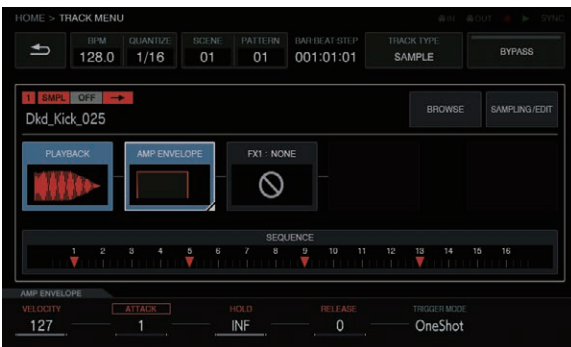 HOME > TRACK MENU IN OUT SYNC
BPM QUANTIZE SCENE PATTERN BAR:BEAT:STEP TRACK TYPE
128.0 1/16 01 01 001:01:01 SAMPLE BYPASS
1 SMPL OFF
Dkd_Kick_025 BROWSE SAMPLING/EDIT
PLAYBACK AMP ENVELOPE FX1 : NONE
SEQUENCE
1 2 3 4 5 6 7 8 9 10 11 12 13 14 15 16
AMP ENVELOPE
VELOCITY ATTACK HOLD RELEASE TRIGGER MODE
127 1 INF 0 OneShot